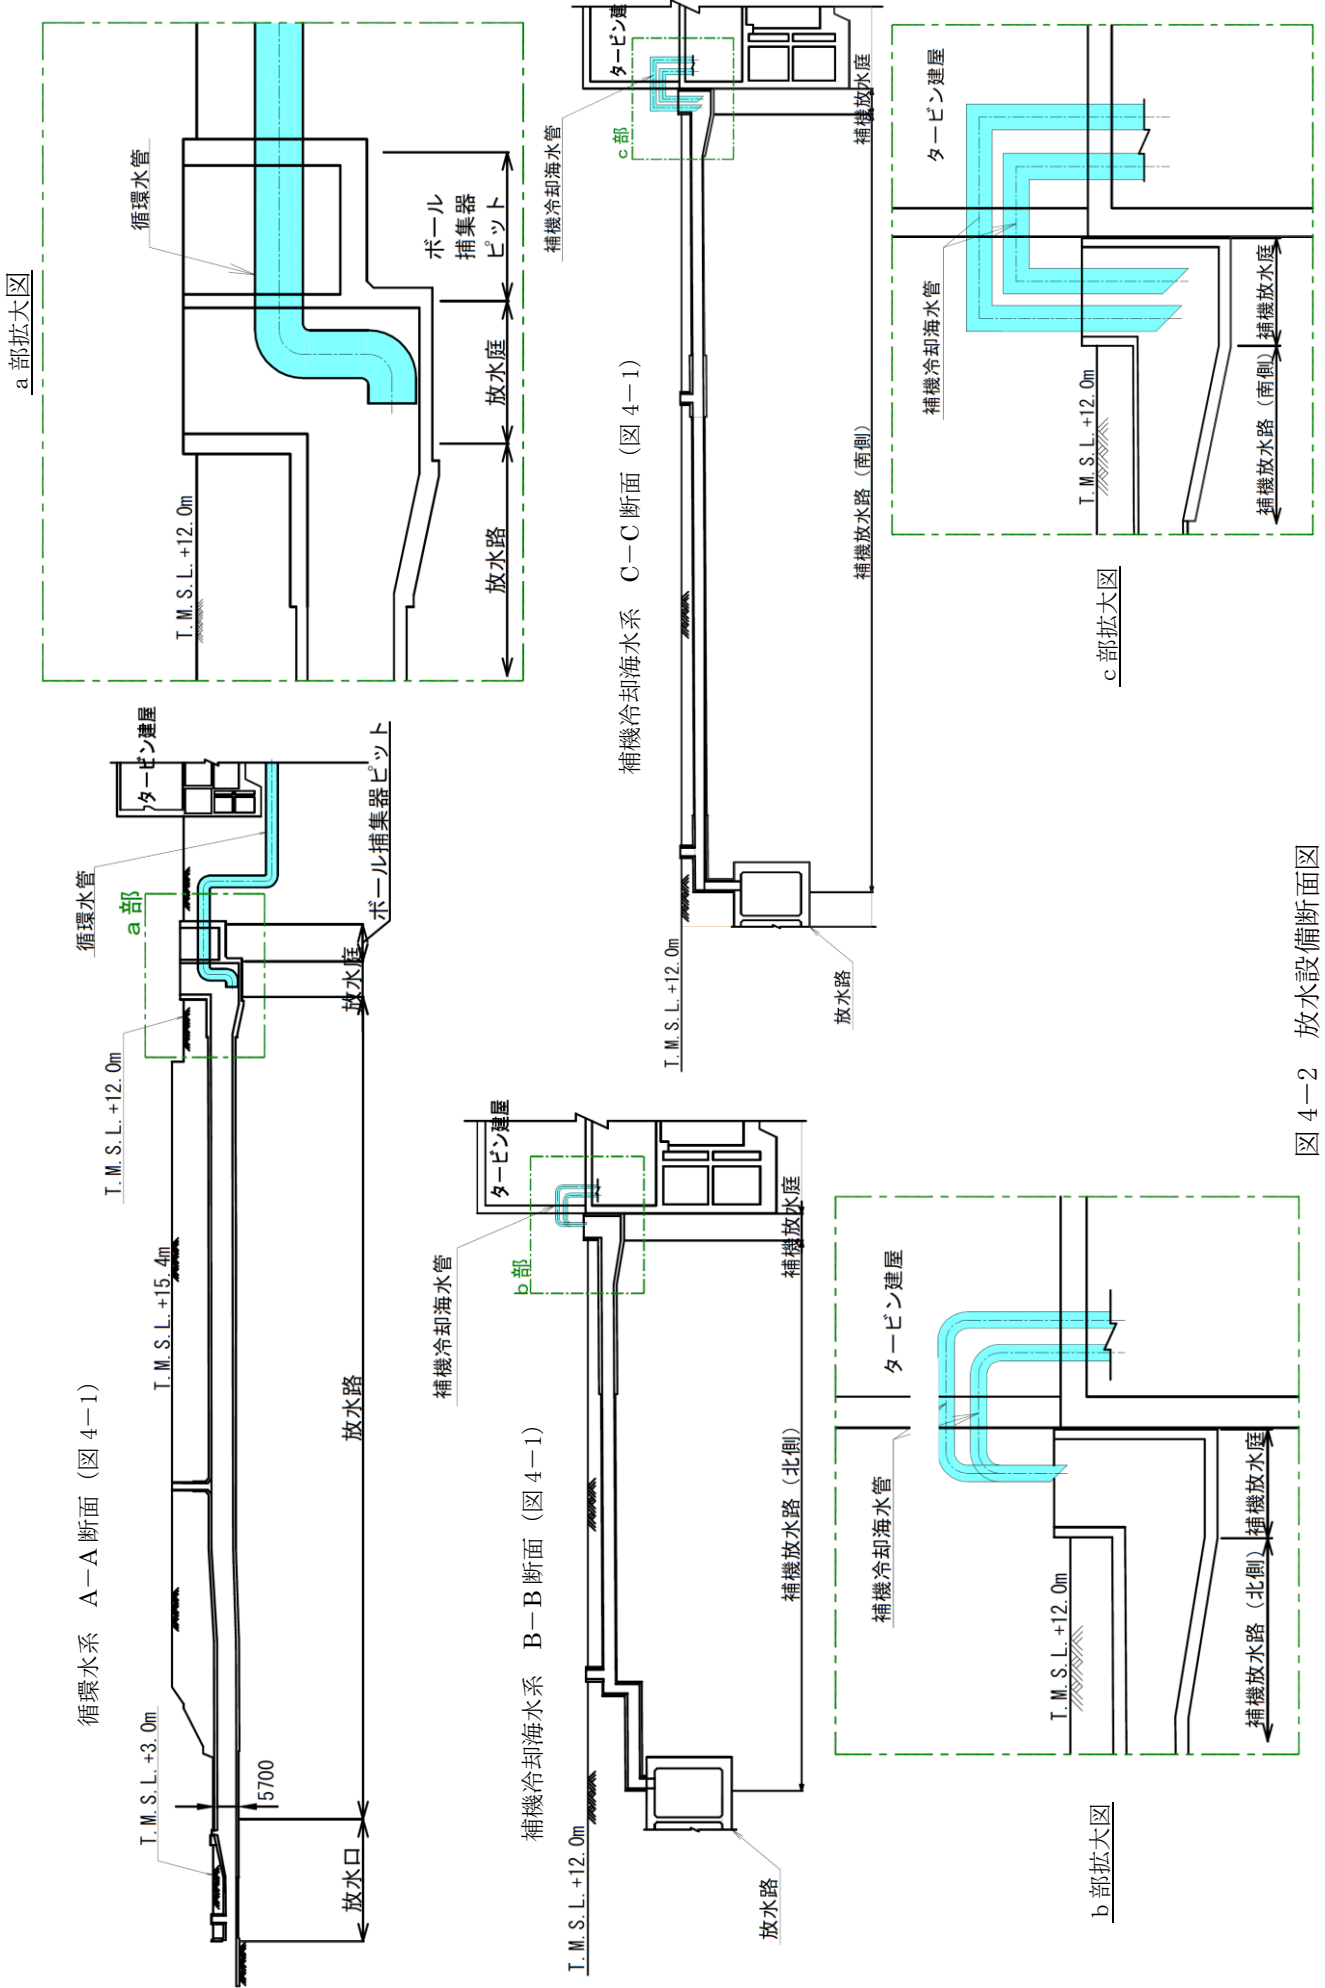 循環水系 A-A断面（図 4-1）
T.M.S.L.+3.0m
T.M.S.L.+15.4m
T.M.S.L.+12.0m
循環水管
a部
タービン建屋
5700
放水口
放水路
放水庭
ボール捕集器ピット
a部拡大図
循環水管
T.M.S.L.+12.0m
放水路
放水庭
ボール
捕集器
ピット
補機冷却海水系 B-B断面（図 4-1）
T.M.S.L.+12.0m
補機冷却海水管
b部
タービン建屋
放水路
補機放水路（北側）
補機放水庭
補機冷却海水系 C-C断面（図 4-1）
T.M.S.L.+12.0m
補機冷却海水管
c部
タービン建
放水路
補機放水路（南側）
補機放水庭
b部拡大図
補機冷却海水管
タービン建屋
T.M.S.L.+12.0m
補機放水路（北側）
補機放水庭
c部拡大図
補機冷却海水管
タービン建屋
T.M.S.L.+12.0m
補機放水路（南側）
補機放水庭
図 4-2 放水設備断面図